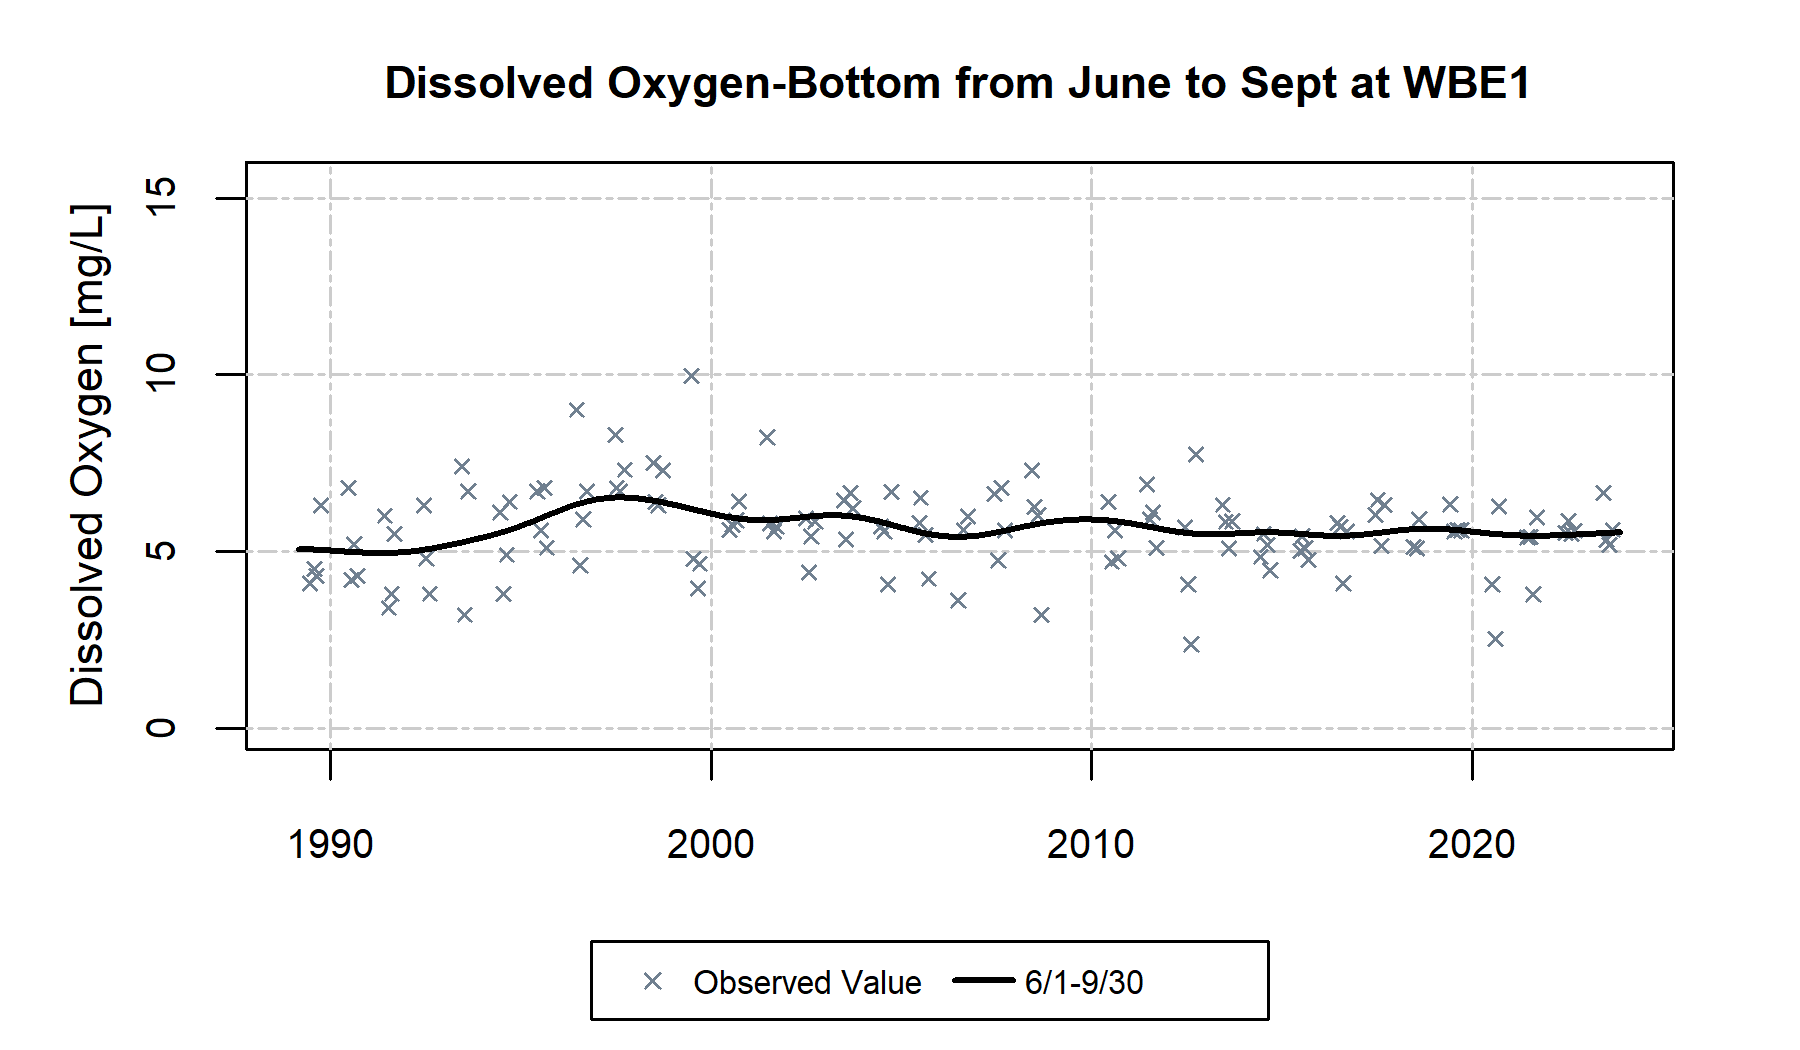 Dissolved Oxygen-Bottom from June to Sept at WBE1
Dissolved Oxygen [mg/L]
15
10
5
0
1990 2000 2010 2020
Observed Value 6/1-9/30